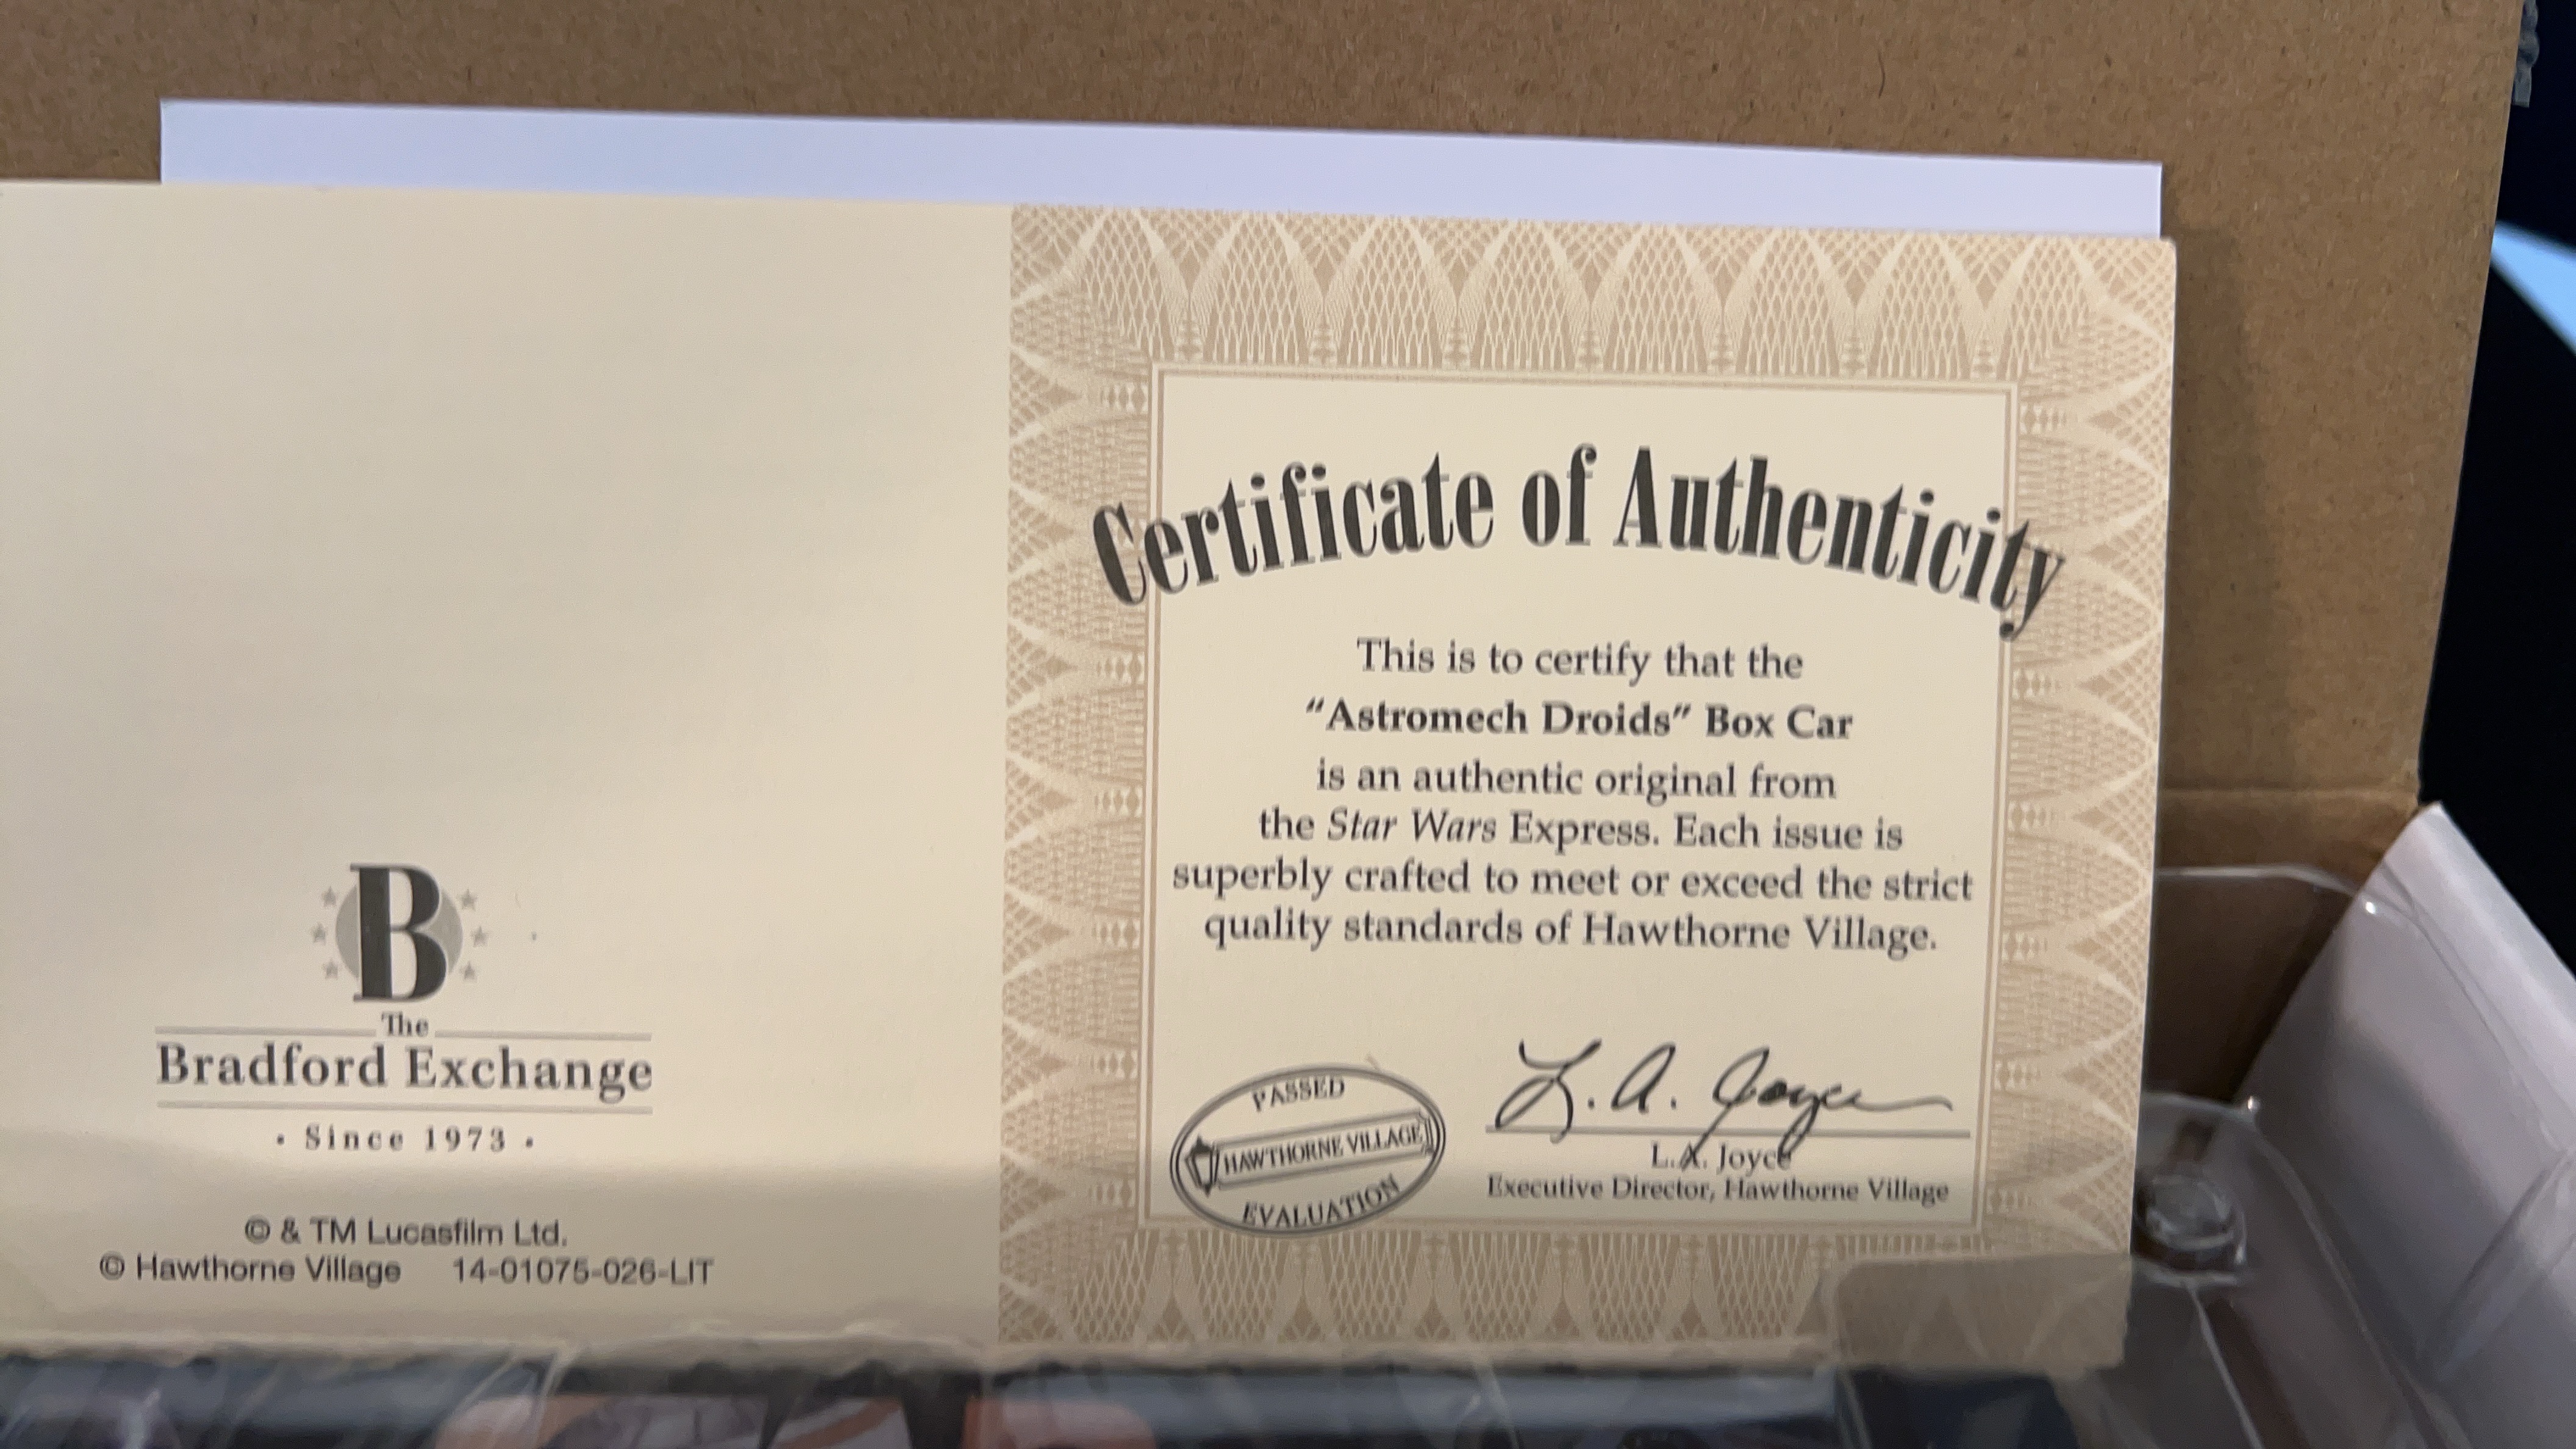 B
The
Bradford Exchange
• Since 1973 •
© & TM Lucasfilm Ltd.
© Hawthorne Village 14-01075-026-LIT
Certificate of Authenticity
This is to certify that the
“Astromech Droids” Box Car
is an authentic original from
the Star Wars Express. Each issue is
superbly crafted to meet or exceed the strict
quality standards of Hawthorne Village.
PASSED
HAWTHORNE VILLAGE
EVALUATION
L. A. Joyce
L.A. Joyce
Executive Director, Hawthorne Village